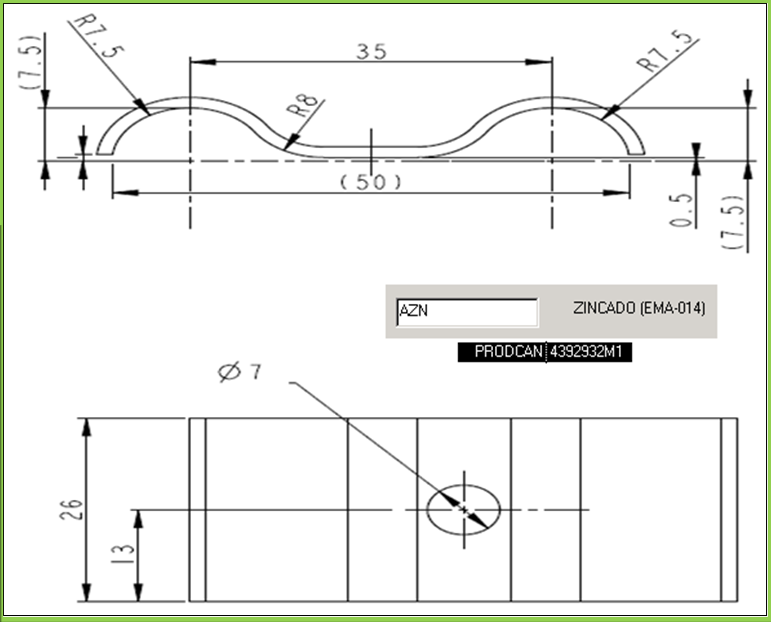 R7.5
(7.5)
35
R8
R7.5
(50)
0.5
(7.5)
AZN
ZINCADO (EMA-014)
PRODCAN 4392932M1
Ø7
26
13